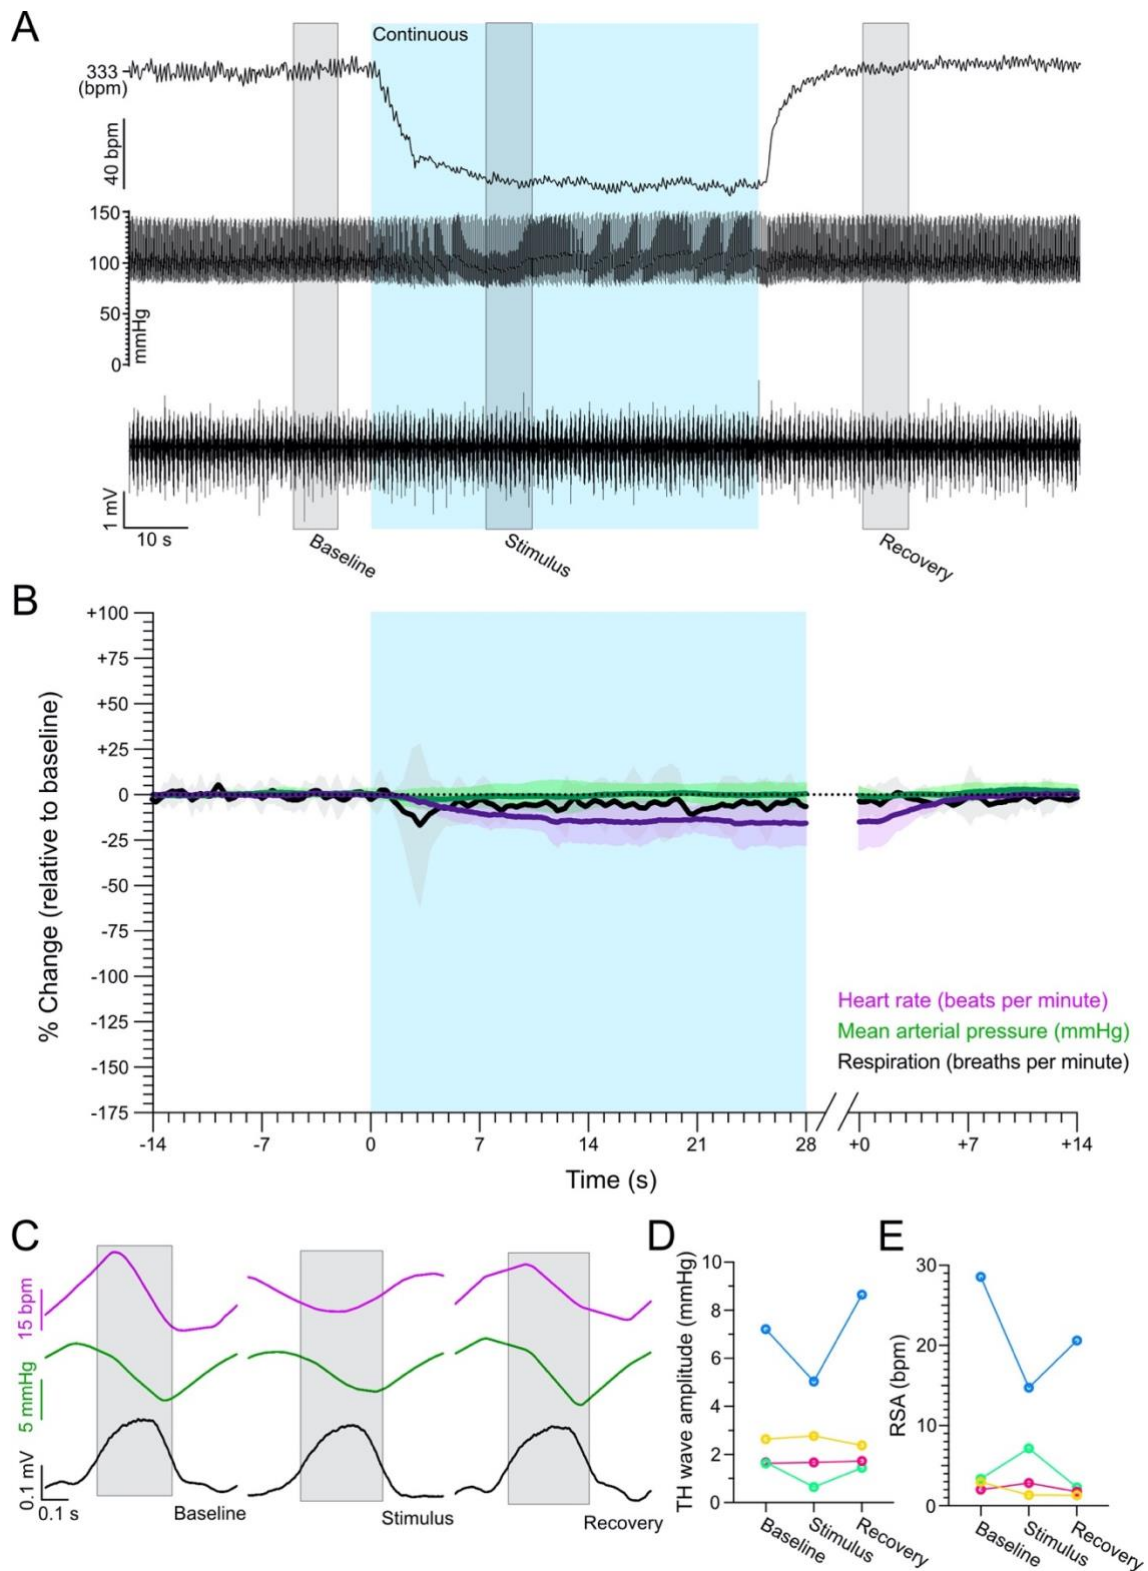 A
Continuous
333
(bpm)
40 bpm
150
100
50
0
mmHg
1 mV
10 s
Baseline
Stimulus
Recovery
B
+100
+75
+50
+25
0
-25
-50
-75
-100
-125
-150
-175
% Change (relative to baseline)
Heart rate (beats per minute)
Mean arterial pressure (mmHg)
Respiration (breaths per minute)
-14 -7 0 7 14 21 28 +0 +7 +14
Time (s)
C
15 bpm
5 mmHg
0.1 mV
0.1 s
Baseline
Stimulus
Recovery
D
TH wave amplitude (mmHg)
10
8
6
4
2
0
Baseline
Stimulus
Recovery
E
RSA (bpm)
30
20
10
0
Baseline
Stimulus
Recovery